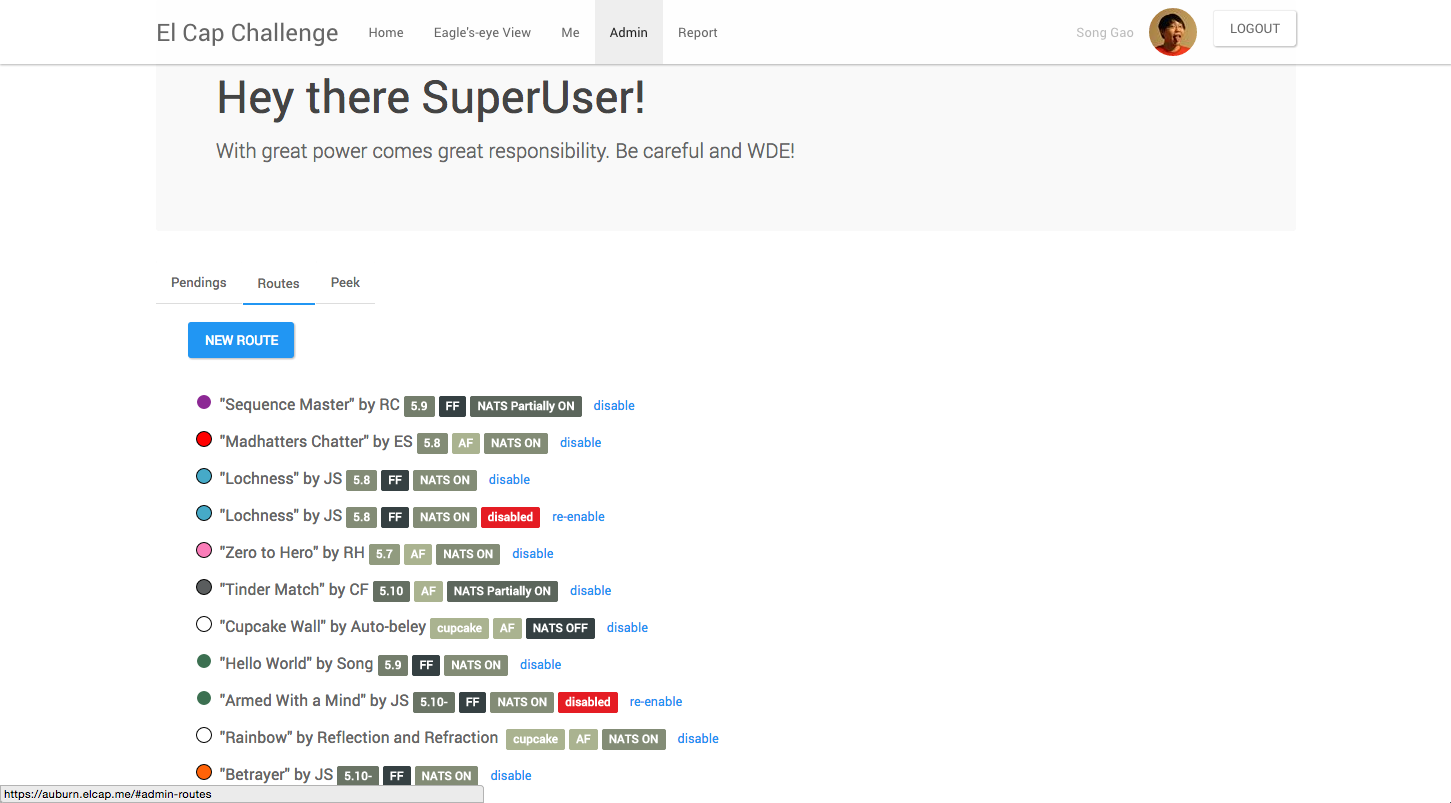 El Cap Challenge Home Eagle's-eye View Me Admin Report Song Gao LOGOUT
Hey there SuperUser!
With great power comes great responsibility. Be careful and WDE!
Pendings Routes Peek
NEW ROUTE
"Sequence Master" by RC 5.9 FF NATS Partially ON disable
"Madhatters Chatter" by ES 5.8 AF NATS ON disable
"Lochness" by JS 5.8 FF NATS ON disable
"Lochness" by JS 5.8 FF NATS ON disabled re-enable
"Zero to Hero" by RH 5.7 AF NATS ON disable
"Tinder Match" by CF 5.10 AF NATS Partially ON disable
"Cupcake Wall" by Auto-beley cupcake AF NATS OFF disable
"Hello World" by Song 5.9 FF NATS ON disable
"Armed With a Mind" by JS 5.10- FF NATS ON disabled re-enable
"Rainbow" by Reflection and Refraction cupcake AF NATS ON disable
"Betrayer" by JS 5.10- FF NATS ON disable
https://auburn.elcap.me/#admin-routes